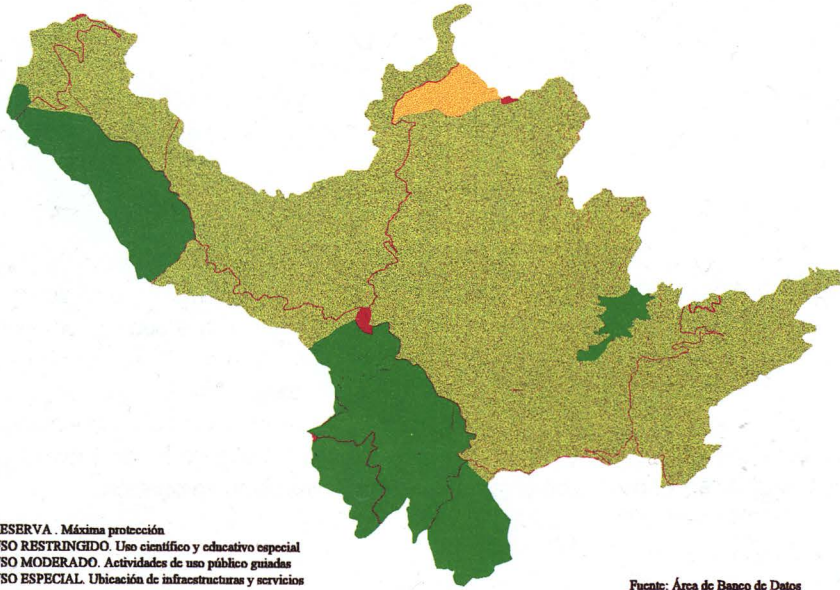 ESERVA . Máxima protección
SO RESTRINGIDO. Uso científico y educativo especial
SO MODERADO. Actividades de uso público guiadas
SO ESPECIAL. Ubicación de infraestructuras y servicios
Fuente: Área de Banco de Datos